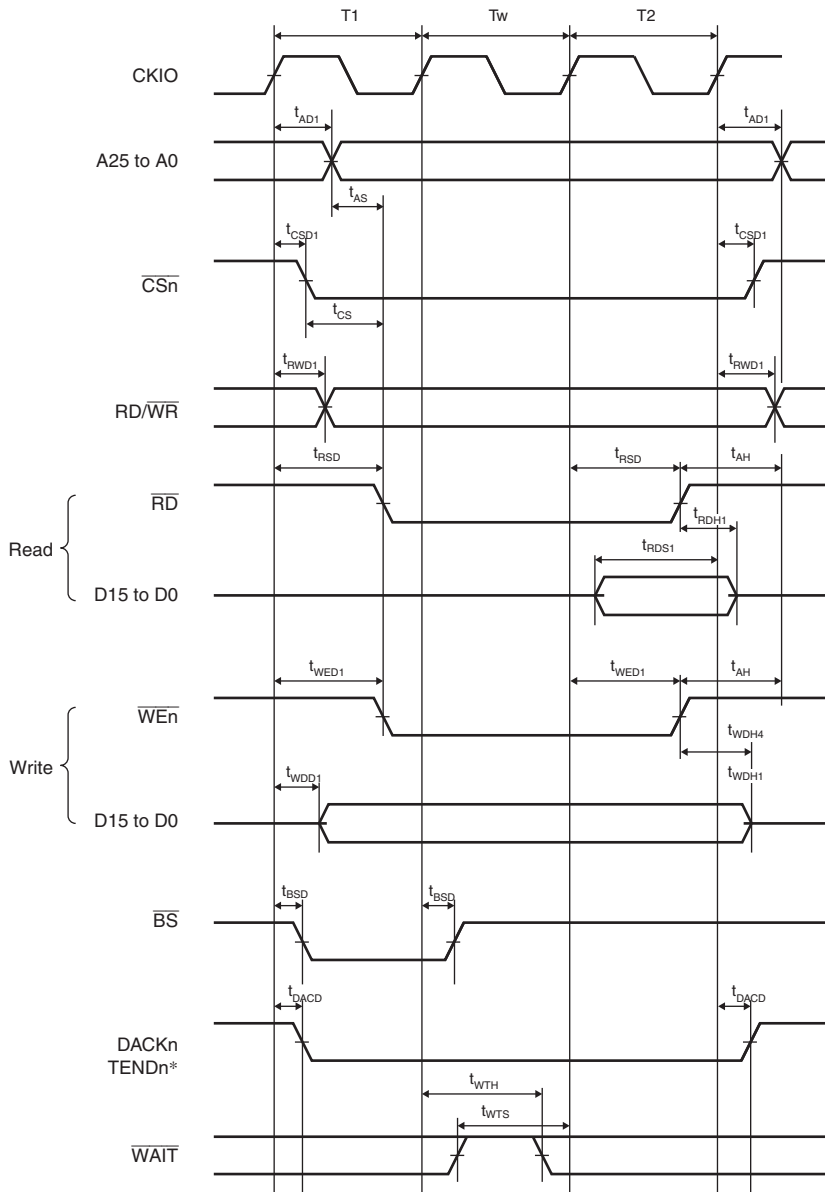 T1 Tw T2
CKIO
tAD1 tAD1
A25 to A0
tAS
tCSD1 tCSD1
CSn
tCS
tRWD1 tRWD1
RD/WR
tRSD tRSD tAH
RD
tRDH1
Read
tRDS1
D15 to D0
tWED1 tWED1 tAH
WEn
tWDH4
Write
tWDD1 tWDH1
D15 to D0
tBSD tBSD
BS
tDACD tDACD
DACKn
TENDn*
tWTH
tWTS
WAIT